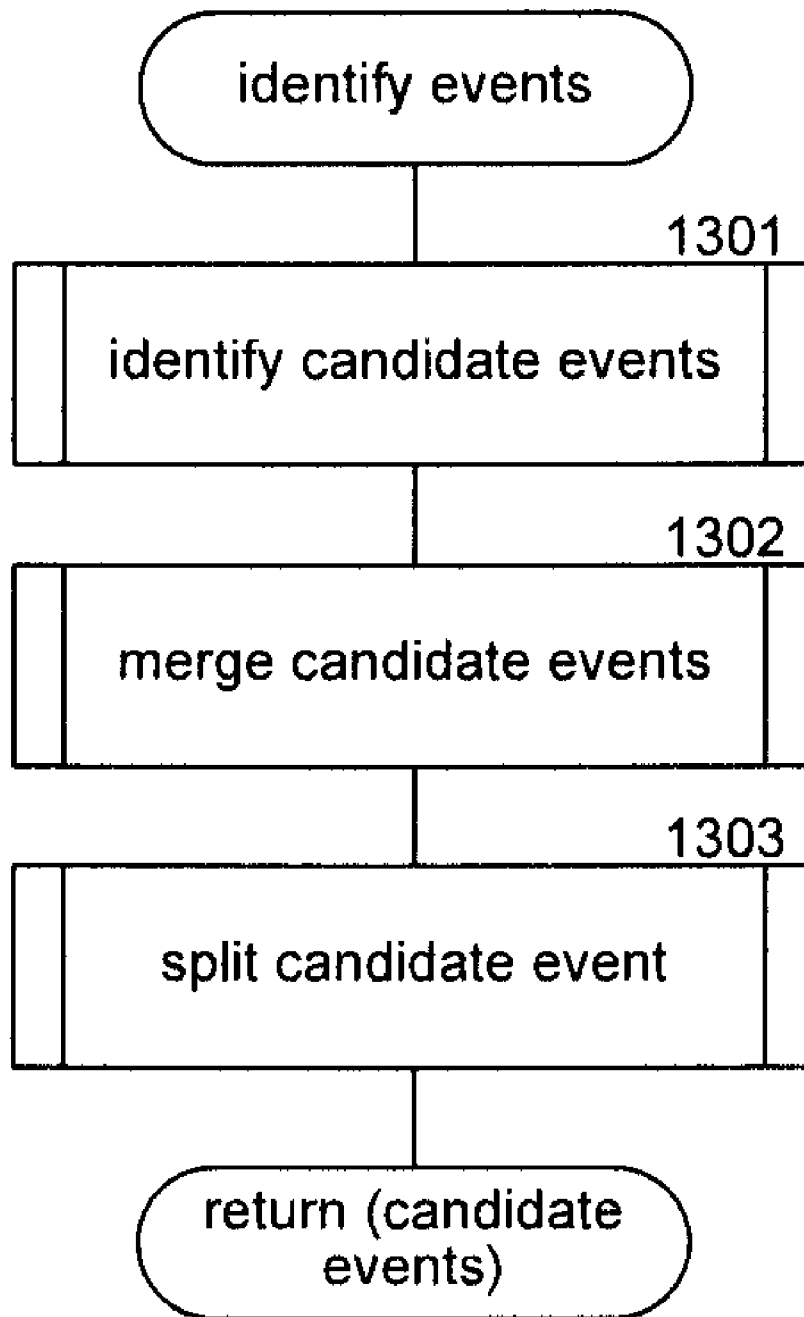 identify events
1301
identify candidate events
1302
merge candidate events
1303
split candidate event
return (candidate
events)